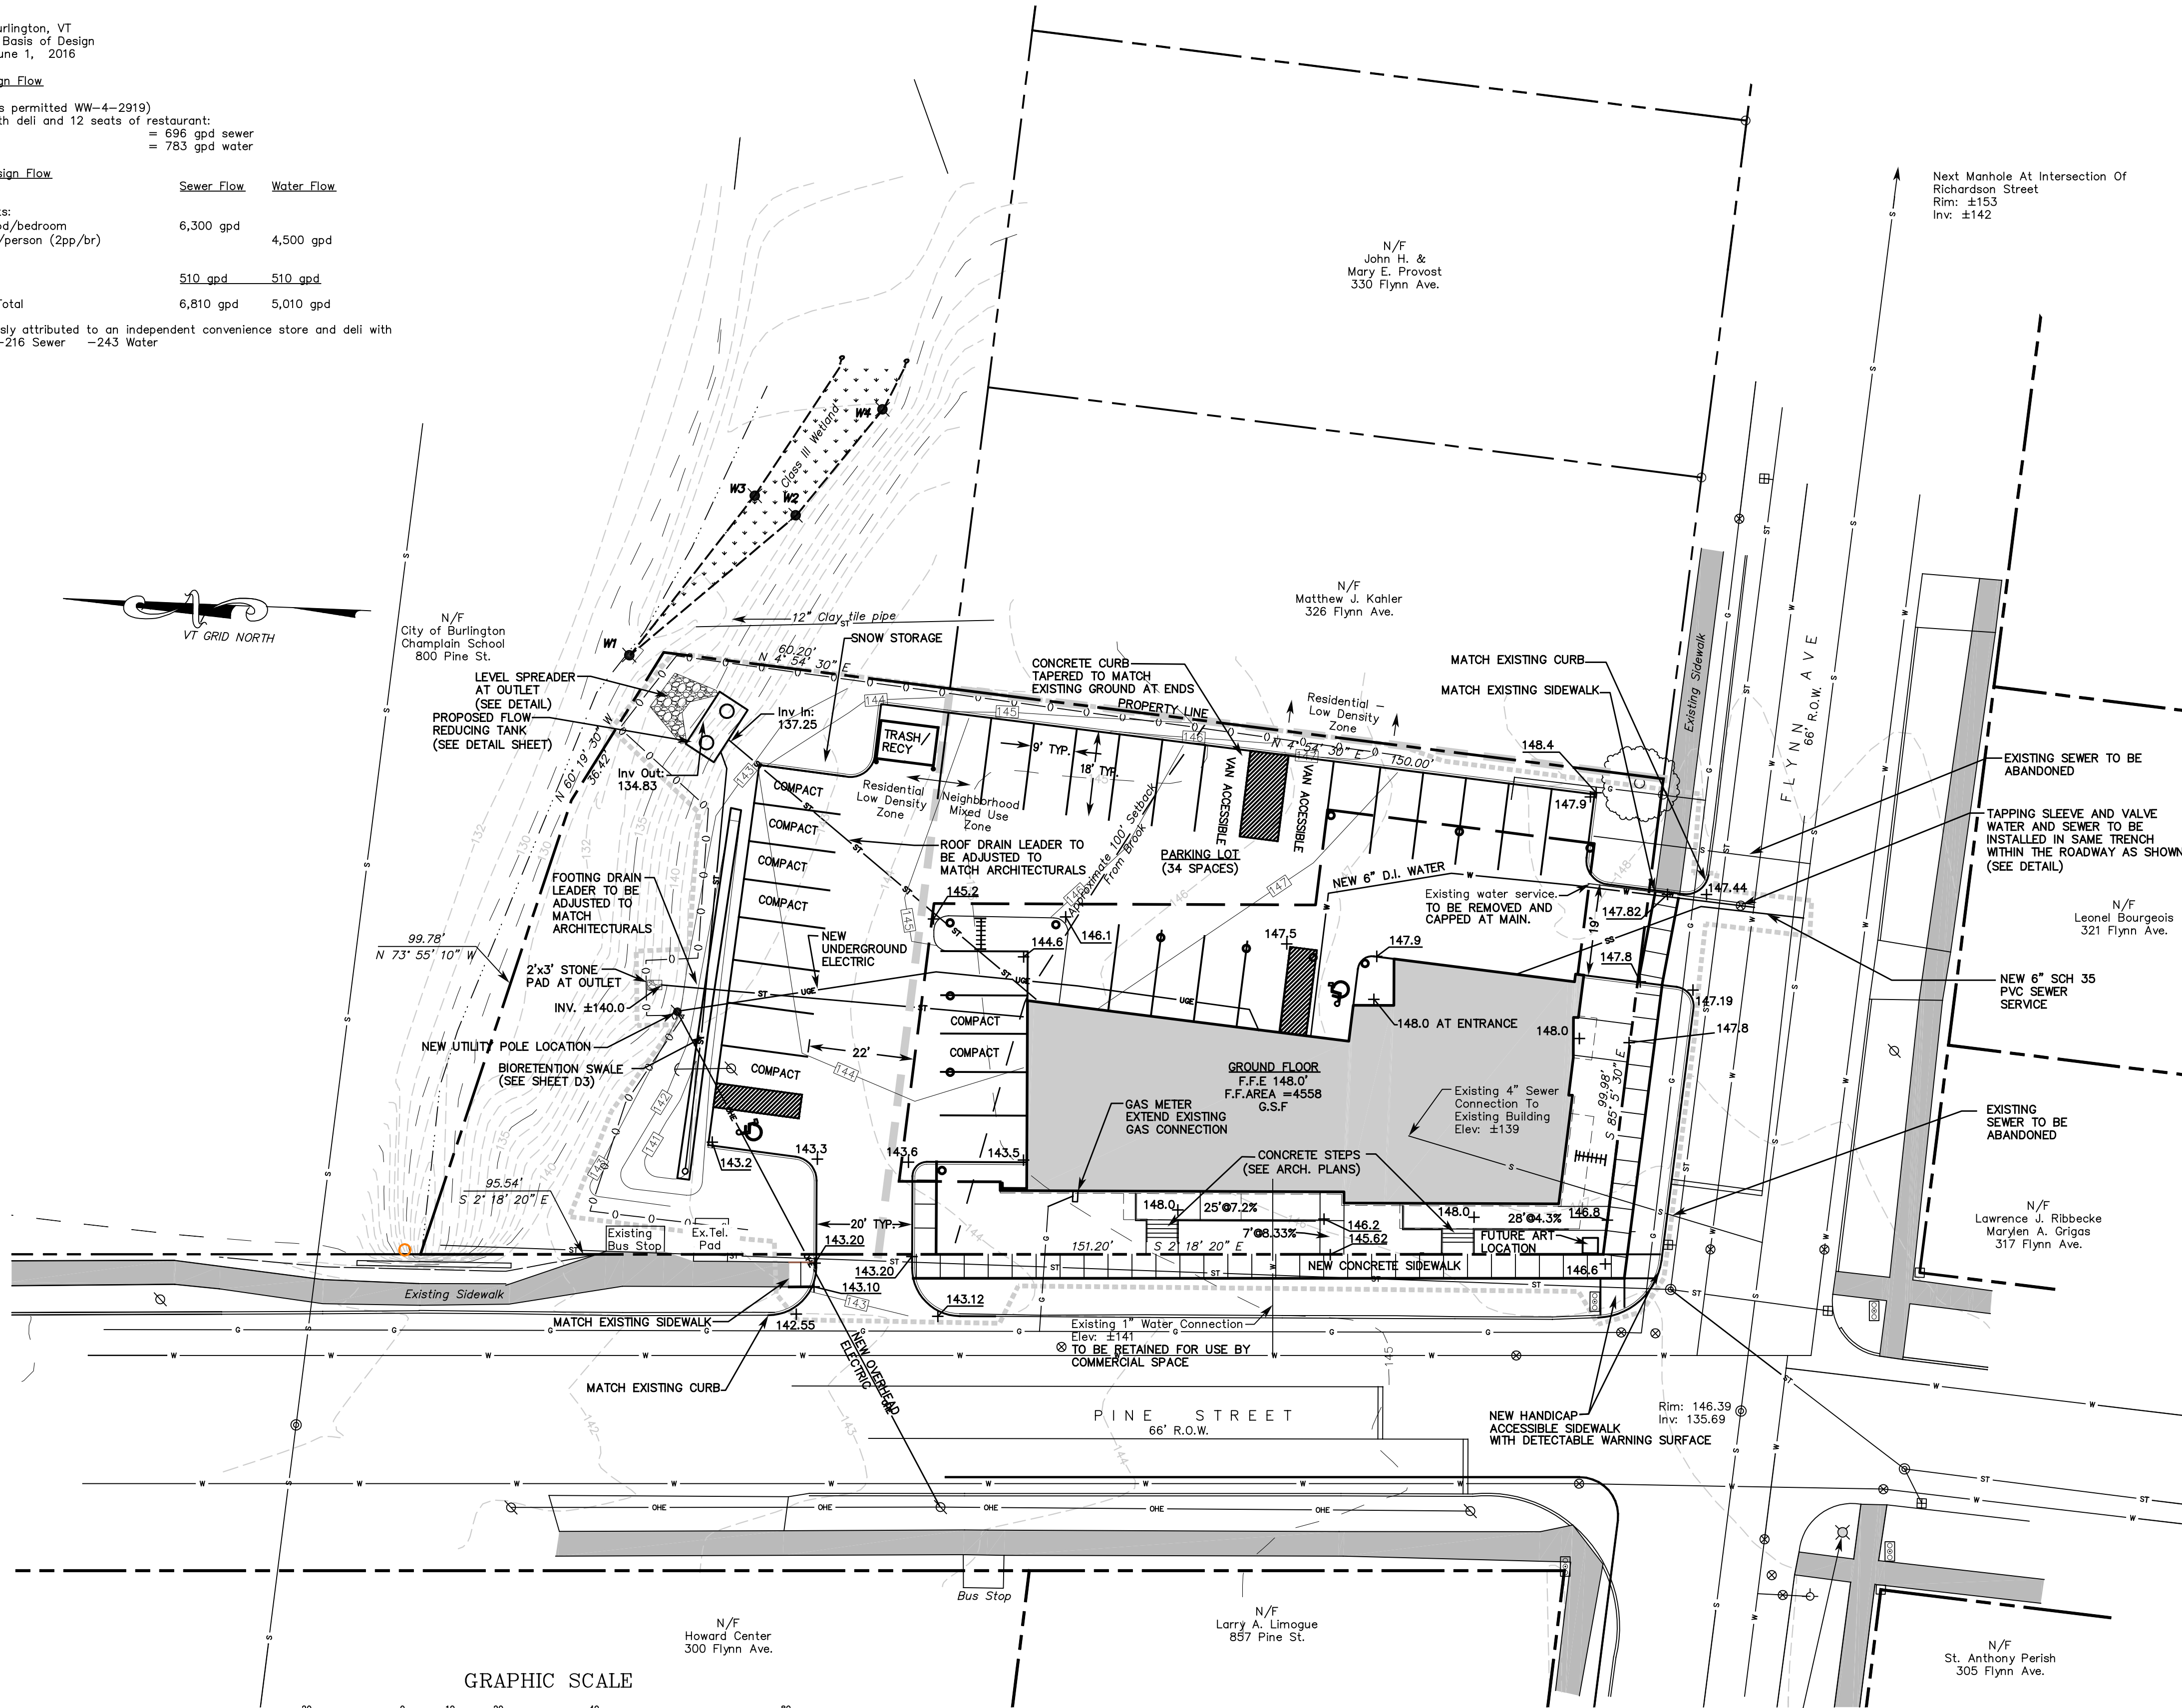 urlington, VT
Basis of Design
une 1, 2016
gn Flow
s permitted WW-4-2919)
th deli and 12 seats of restaurant:
= 696 gpd sewer
= 783 gpd water
sign Flow
Sewer Flow Water Flow
ts:
pd/bedroom 6,300 gpd
/person (2pp/br) 4,500 gpd
510 gpd 510 gpd
Total 6,810 gpd 5,010 gpd
sly attributed to an independent convenience store and deli with
-216 Sewer -243 Water
Next Manhole At Intersection Of
Richardson Street
Rim: ±153
Inv: ±142
N/F
John H. &
Mary E. Provost
330 Flynn Ave.
N/F
Matthew J. Kahler
326 Flynn Ave.
VT GRID NORTH
N/F
City of Burlington
Champlain School
800 Pine St.
W1
W2
W3
W4
Class III Wetland
12" Clay tile pipe
SNOW STORAGE
60.20'
N 4° 54' 30" E
LEVEL SPREADER
AT OUTLET
(SEE DETAIL)
PROPOSED FLOW
REDUCING TANK
(SEE DETAIL SHEET)
Inv In:
137.25
Inv Out:
134.83
N 60° 19' 30" W
36.42
TRASH/
RECY
CONCRETE CURB
TAPERED TO MATCH
EXISTING GROUND AT ENDS
PROPERTY LINE
Residential -
Low Density
Zone
N 4° 54' 30" E
150.00'
MATCH EXISTING CURB
MATCH EXISTING SIDEWALK
Existing Sidewalk
FLYNN AVE
66' R.O.W.
148.4
147.9
9' TYP.
18' TYP.
Residential
Low Density
Zone
Neighborhood
Mixed Use
Zone
VAN ACCESSIBLE
VAN ACCESSIBLE
Approximate 100' Setback
From Brook
PARKING LOT
(34 SPACES)
COMPACT
COMPACT
COMPACT
COMPACT
ROOF DRAIN LEADER TO
BE ADJUSTED TO
MATCH ARCHITECTURALS
NEW 6" D.I. WATER
Existing water service.
TO BE REMOVED AND
CAPPED AT MAIN.
EXISTING SEWER TO BE
ABANDONED
TAPPING SLEEVE AND VALVE
WATER AND SEWER TO BE
INSTALLED IN SAME TRENCH
WITHIN THE ROADWAY AS SHOWN
(SEE DETAIL)
147.44
147.82
19'
147.8
147.19
147.8
N/F
Leonel Bourgeois
321 Flynn Ave.
NEW 6" SCH 35
PVC SEWER
SERVICE
FOOTING DRAIN
LEADER TO BE
ADJUSTED TO
MATCH
ARCHITECTURALS
99.78'
N 73° 55' 10" W
NEW
UNDERGROUND
ELECTRIC
145.2
146.1
144.6
147.5
147.9
2'x3' STONE
PAD AT OUTLET
INV. ±140.0
NEW UTILITY POLE LOCATION
BIORETENTION SWALE
(SEE SHEET D3)
22'
COMPACT
COMPACT
COMPACT
148.0 AT ENTRANCE
148.0
GROUND FLOOR
F.F.E 148.0'
F.F.AREA =4558
G.S.F
Existing 4" Sewer
Connection To
Existing Building
Elev: ±139
99.98'
S 85° 5' 30" E
GAS METER
EXTEND EXISTING
GAS CONNECTION
CONCRETE STEPS
(SEE ARCH. PLANS)
EXISTING
SEWER TO BE
ABANDONED
143.2
143.3
143.6
143.5
95.54'
S 2° 18' 20" E
Existing
Bus Stop
Ex.Tel.
Pad
20' TYP.
148.0
25'@7.2%
146.2
7'@8.33%
145.62
148.0
28'@4.3%
146.8
FUTURE ART
LOCATION
151.20'
S 2° 18' 20" E
NEW CONCRETE SIDEWALK
146.6
143.20
143.20
143.10
143.12
142.55
Existing Sidewalk
MATCH EXISTING SIDEWALK
MATCH EXISTING CURB
NEW OVERHEAD
ELECTRIC
Existing 1" Water Connection
Elev: ±141
TO BE RETAINED FOR USE BY
COMMERCIAL SPACE
N/F
Lawrence J. Ribbecke
Marylen A. Grigas
317 Flynn Ave.
PINE STREET
66' R.O.W.
NEW HANDICAP
ACCESSIBLE SIDEWALK
WITH DETECTABLE WARNING SURFACE
Rim: 146.39
Inv: 135.69
Bus Stop
N/F
Howard Center
300 Flynn Ave.
N/F
Larry A. Limogue
857 Pine St.
N/F
St. Anthony Perish
305 Flynn Ave.
GRAPHIC SCALE